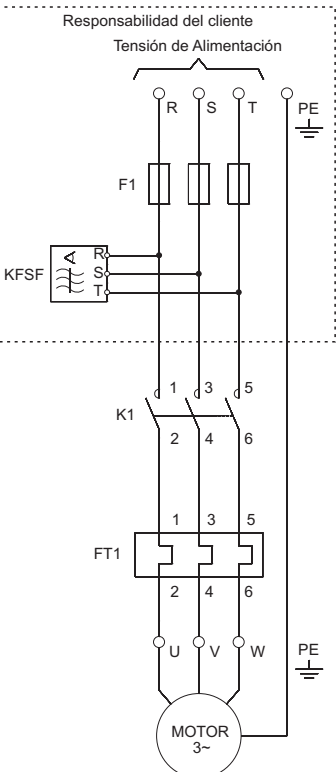 Responsabilidad del cliente
Tensión de Alimentación
R S T PE
F1
KFSF
R
S
T
1 3 5
K1
2 4 6
1 3 5
FT1
2 4 6
U V W PE
MOTOR
3~